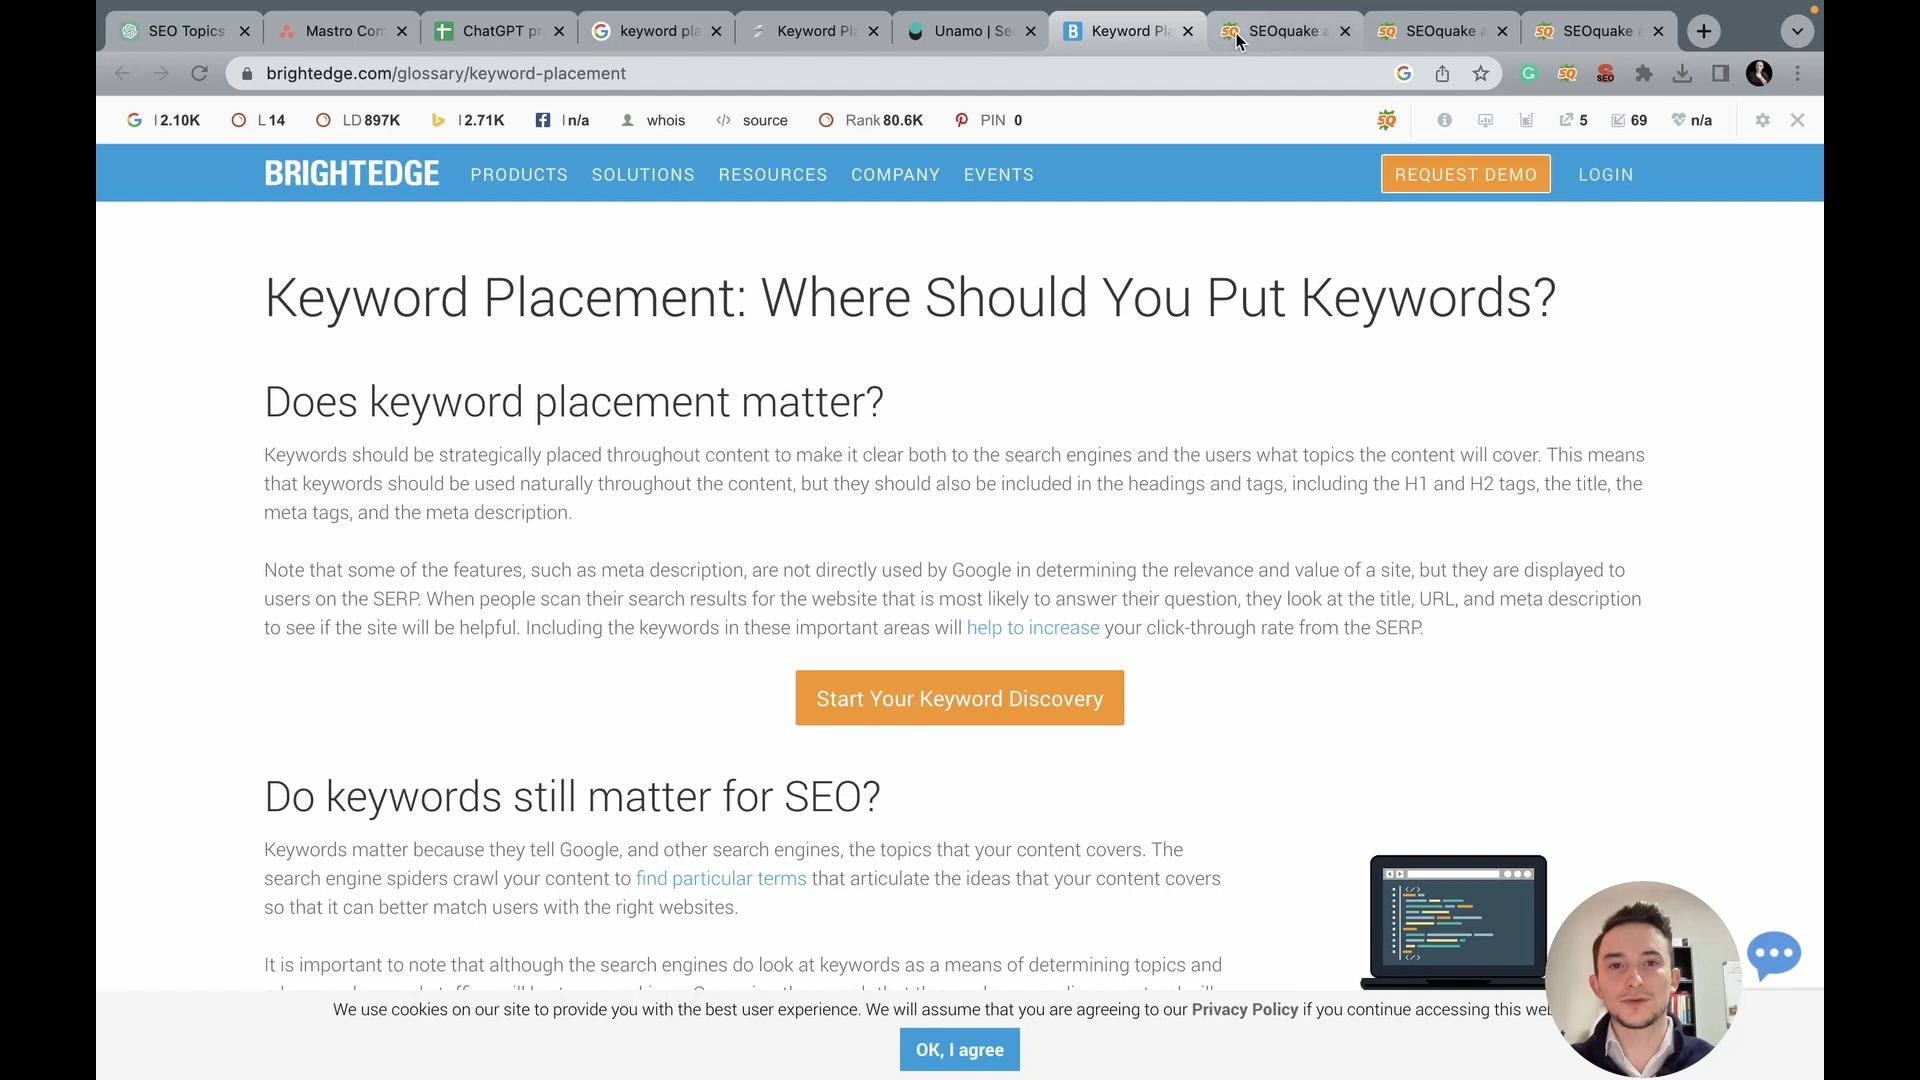 SEO Topics
Mastro Con
ChatGPT pr
keyword pla
Keyword Pl
Unamo | Se
Keyword Pl
SEOquake a
SEOquake a
SEOquake a
brightedge.com/glossary/keyword-placement
I 2.10K
L 14
LD 897K
I 2.71K
I n/a
whois
source
Rank 80.6K
PIN 0
5
69
n/a
BRIGHTEDGE PRODUCTS SOLUTIONS RESOURCES COMPANY EVENTS
REQUEST DEMO
LOGIN
Keyword Placement: Where Should You Put Keywords?
Does keyword placement matter?
Keywords should be strategically placed throughout content to make it clear both to the search engines and the users what topics the content will cover. This means
that keywords should be used naturally throughout the content, but they should also be included in the headings and tags, including the H1 and H2 tags, the title, the
meta tags, and the meta description.
Note that some of the features, such as meta description, are not directly used by Google in determining the relevance and value of a site, but they are displayed to
users on the SERP. When people scan their search results for the website that is most likely to answer their question, they look at the title, URL, and meta description
to see if the site will be helpful. Including the keywords in these important areas will help to increase your click-through rate from the SERP.
Start Your Keyword Discovery
Do keywords still matter for SEO?
Keywords matter because they tell Google, and other search engines, the topics that your content covers. The
search engine spiders crawl your content to find particular terms that articulate the ideas that your content covers
so that it can better match users with the right websites.
It is important to note that although the search engines do look at keywords as a means of determining topics and
We use cookies on our site to provide you with the best user experience. We will assume that you are agreeing to our Privacy Policy if you continue accessing this we
OK, I agree